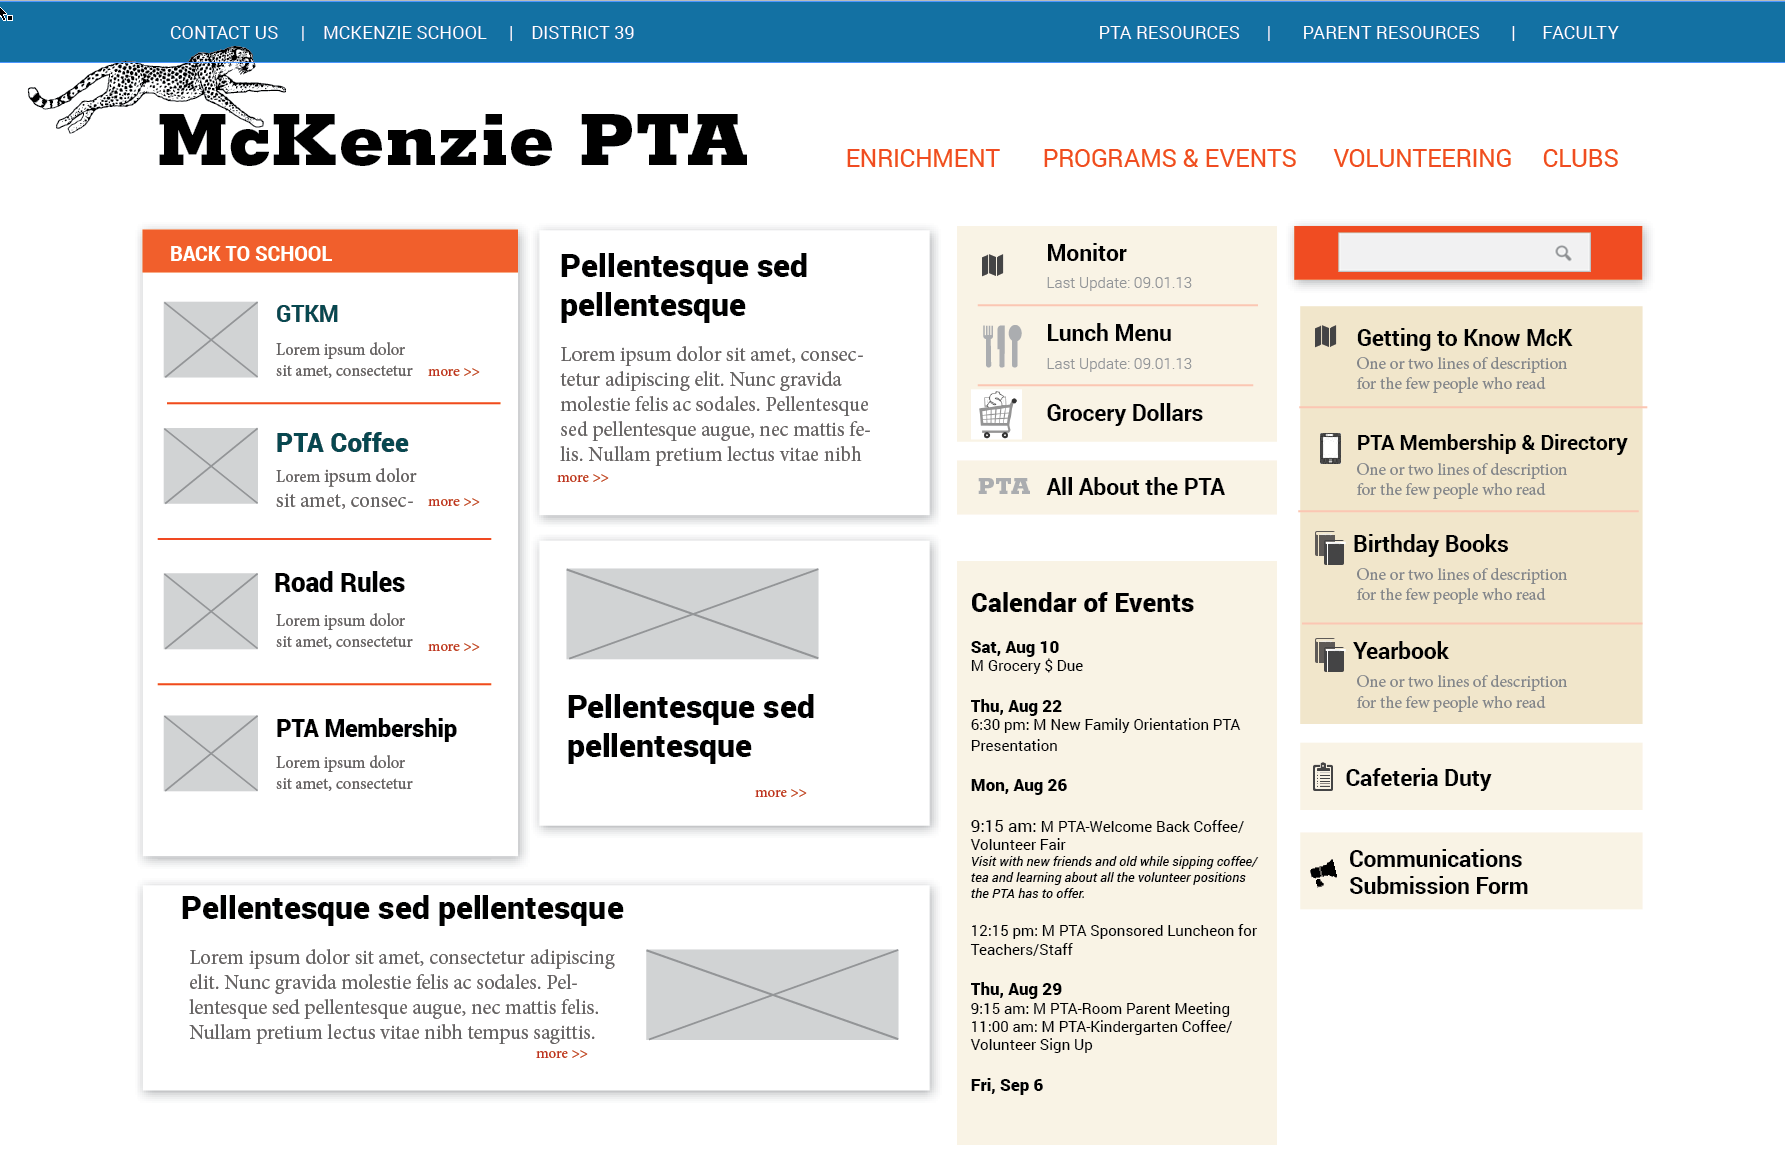 CONTACT US | MCKENZIE SCHOOL | DISTRICT 39
PTA RESOURCES | PARENT RESOURCES | FACULTY
McKenzie PTA
ENRICHMENT PROGRAMS & EVENTS VOLUNTEERING CLUBS
BACK TO SCHOOL
GTKM
Lorem ipsum dolor
sit amet, consectetur more >>
PTA Coffee
Lorem ipsum dolor
sit amet, consec- more >>
Road Rules
Lorem ipsum dolor
sit amet, consectetur more >>
PTA Membership
Lorem ipsum dolor
sit amet, consectetur
Pellentesque sed
pellentesque
Lorem ipsum dolor sit amet, consec-
tetur adipiscing elit. Nunc gravida
molestie felis ac sodales. Pellentesque
sed pellentesque augue, nec mattis fe-
lis. Nullam pretium lectus vitae nibh
more >>
Pellentesque sed
pellentesque
more >>
Pellentesque sed pellentesque
Lorem ipsum dolor sit amet, consectetur adipiscing
elit. Nunc gravida molestie felis ac sodales. Pel-
lentesque sed pellentesque augue, nec mattis felis.
Nullam pretium lectus vitae nibh tempus sagittis.
more >>
Monitor
Last Update: 09.01.13
Lunch Menu
Last Update: 09.01.13
$
Grocery Dollars
PTA All About the PTA
Calendar of Events
Sat, Aug 10
M Grocery $ Due
Thu, Aug 22
6:30 pm: M New Family Orientation PTA
Presentation
Mon, Aug 26
9:15 am: M PTA-Welcome Back Coffee/
Volunteer Fair
Visit with new friends and old while sipping coffee/
tea and learning about all the volunteer positions
the PTA has to offer.
12:15 pm: M PTA Sponsored Luncheon for
Teachers/Staff
Thu, Aug 29
9:15 am: M PTA-Room Parent Meeting
11:00 am: M PTA-Kindergarten Coffee/
Volunteer Sign Up
Fri, Sep 6
Getting to Know McK
One or two lines of description
for the few people who read
PTA Membership & Directory
One or two lines of description
for the few people who read
Birthday Books
One or two lines of description
for the few people who read
Yearbook
One or two lines of description
for the few people who read
Cafeteria Duty
Communications
Submission Form